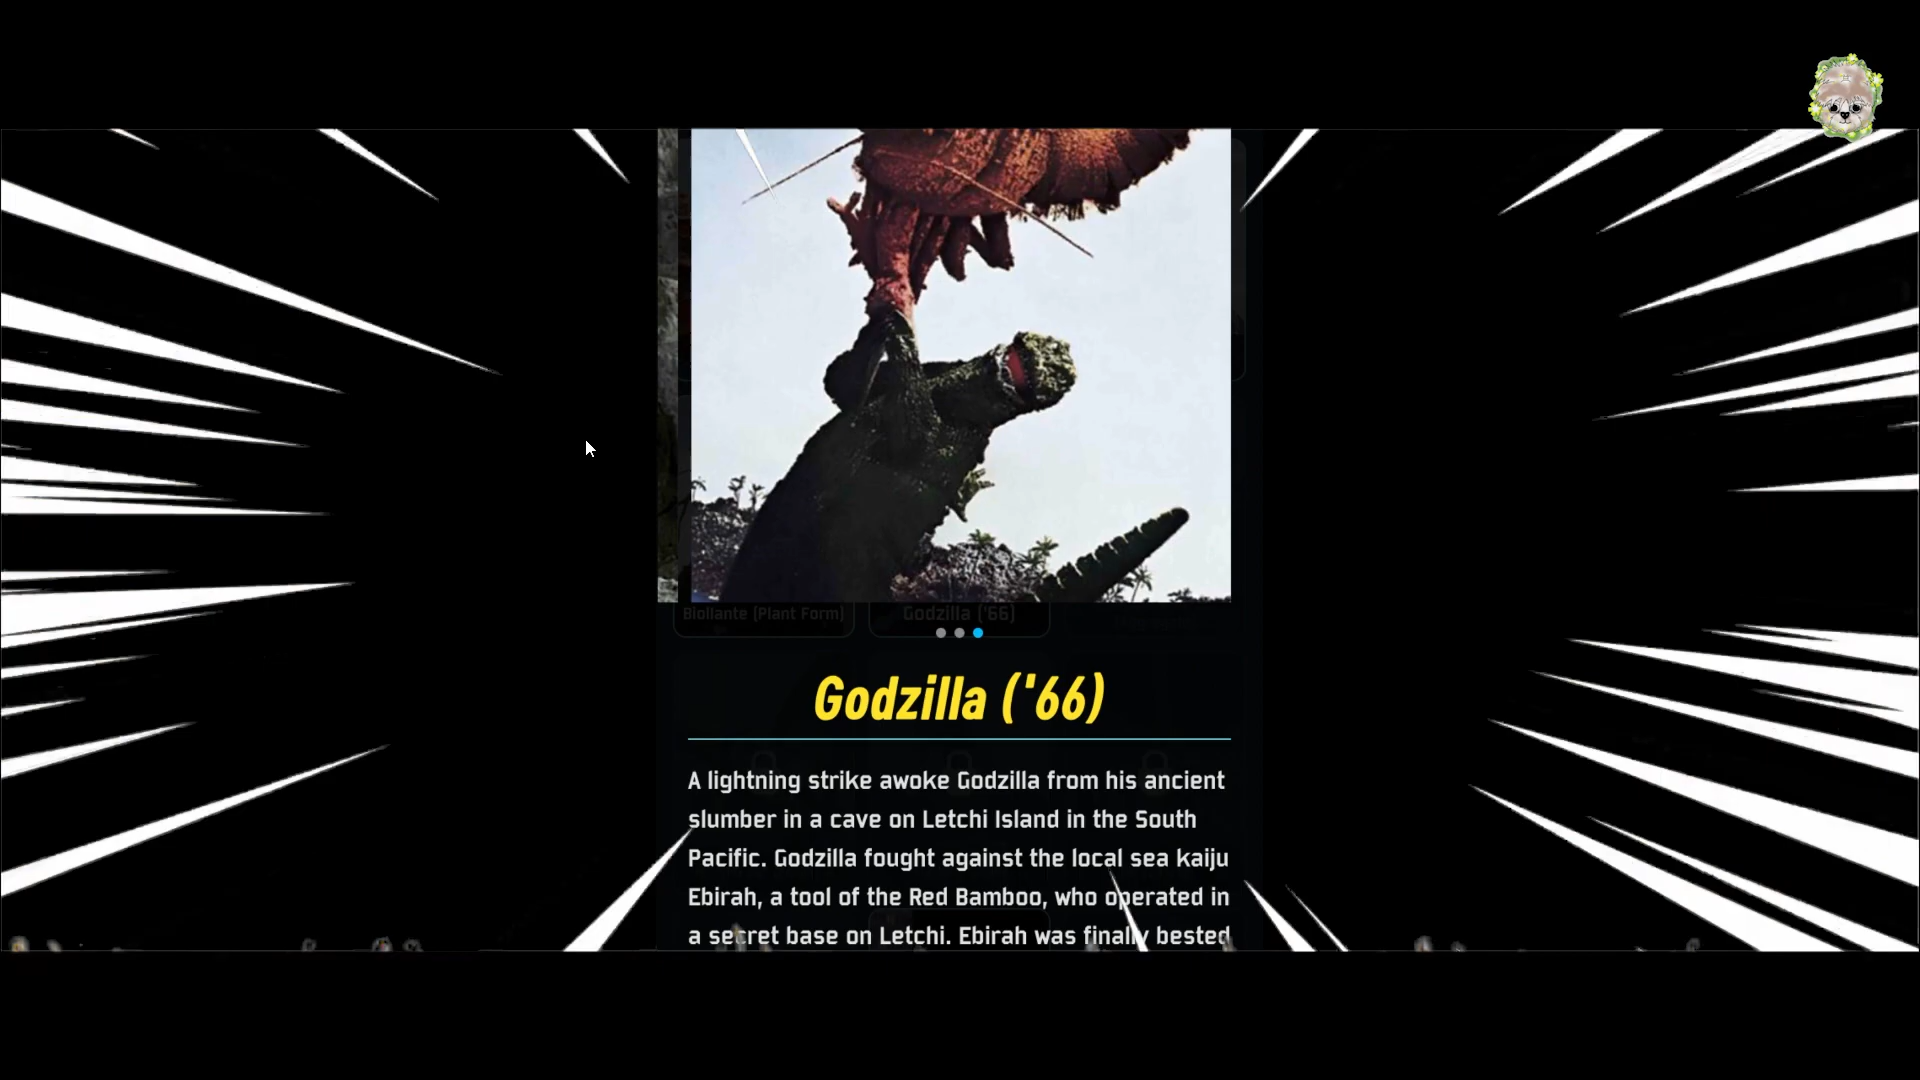 Biollante (Plant Form) Godzilla ('66)
Godzilla ('66)
A lightning strike awoke Godzilla from his ancient
slumber in a cave on Letchi Island in the South
Pacific. Godzilla fought against the local sea kaiju
Ebirah, a tool of the Red Bamboo, who operated in
a secret base on Letchi. Ebirah was finally bested